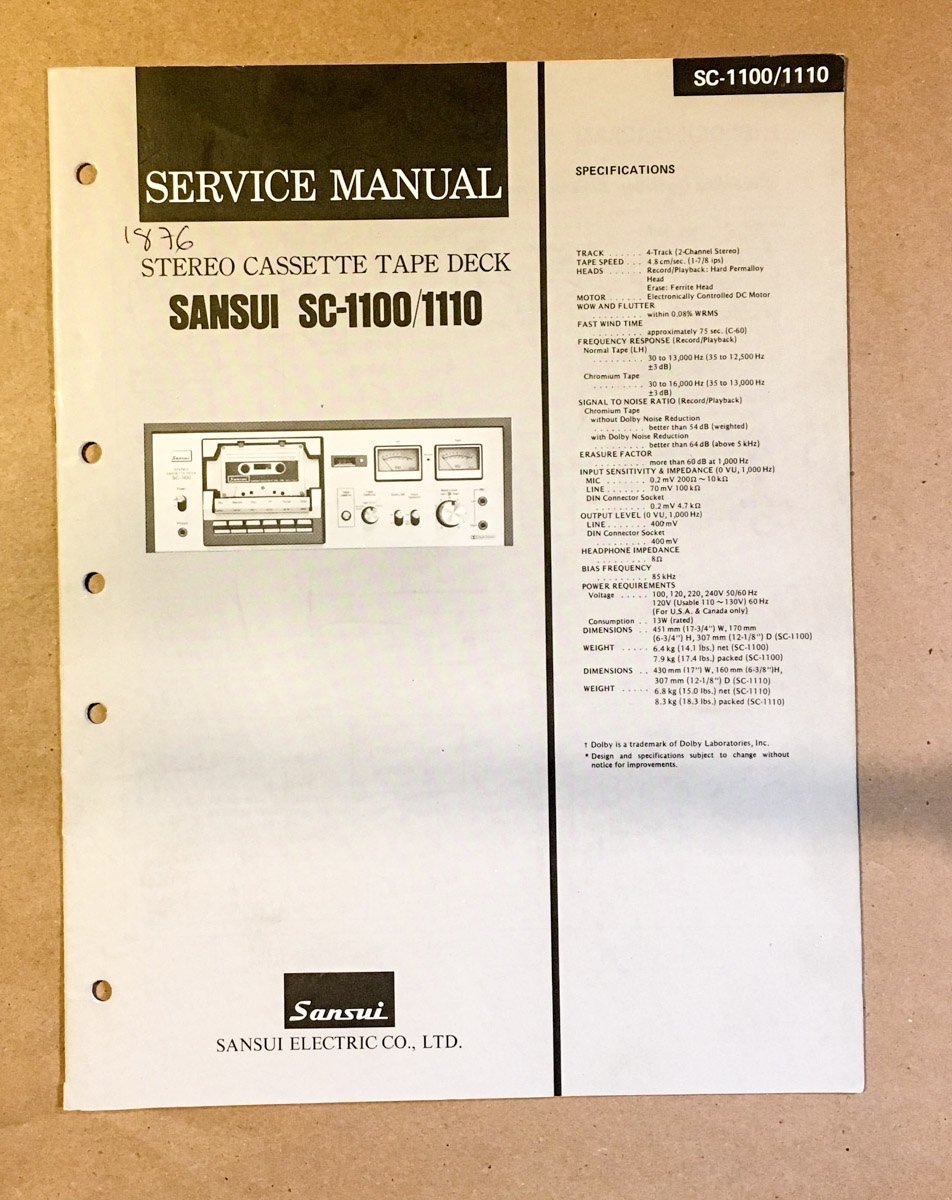 SC-1100/1110
SERVICE MANUAL
1876
STEREO CASSETTE TAPE DECK
SANSUI SC-1100/1110
Sansui
SC-1100
DOLBY
Sansui
SANSUI ELECTRIC CO., LTD.
SPECIFICATIONS
TRACK . . . . . . 4-Track (2-Channel Stereo)
TAPE SPEED . . . 4.8 cm/sec. (1-7/8 ips)
HEADS . . . . . . Record/Playback: Hard Permalloy
Head
Erase: Ferrite Head
MOTOR . . . . . . Electronically Controlled DC Motor
WOW AND FLUTTER
. . . . . . . . . within 0.08% WRMS
FAST WIND TIME
. . . . . . . . . approximately 75 sec. (C-60)
FREQUENCY RESPONSE (Record/Playback)
Normal Tape (LH)
. . . . . . . . . 30 to 13,000 Hz (35 to 12,500 Hz
±3 dB)
Chromium Tape
. . . . . . . . . 30 to 16,000 Hz (35 to 13,000 Hz
±3 dB)
SIGNAL TO NOISE RATIO (Record/Playback)
Chromium Tape
without Dolby Noise Reduction
. . . . . . . . . better than 54 dB (weighted)
with Dolby Noise Reduction
. . . . . . . . . better than 64 dB (above 5 kHz)
ERASURE FACTOR
. . . . . . . . . more than 60 dB at 1,000 Hz
INPUT SENSITIVITY & IMPEDANCE (0 VU, 1,000 Hz)
MIC . . . . . . . 0.2 mV 200Ω ~ 10 kΩ
LINE . . . . . . . 70 mV 100 kΩ
DIN Connector Socket
. . . . . . . . . 0.2 mV 4.7 kΩ
OUTPUT LEVEL (0 VU, 1,000 Hz)
LINE . . . . . . . 400 mV
DIN Connector Socket
. . . . . . . . . 400 mV
HEADPHONE IMPEDANCE
. . . . . . . . . 8Ω
BIAS FREQUENCY
. . . . . . . . . 85 kHz
POWER REQUIREMENTS
Voltage . . . . . 100, 120, 220, 240V 50/60 Hz
120V (Usable 110 ~ 130V) 60 Hz
(For U.S.A. & Canada only)
Consumption . . 13W (rated)
DIMENSIONS . . 451 mm (17-3/4") W, 170 mm
(6-3/4") H, 307 mm (12-1/8") D (SC-1100)
WEIGHT . . . . . 6.4 kg (14.1 lbs.) net (SC-1100)
7.9 kg (17.4 lbs.) packed (SC-1100)
DIMENSIONS . . 430 mm (17") W, 160 mm (6-3/8")H,
307 mm (12-1/8") D (SC-1110)
WEIGHT . . . . . 6.8 kg (15.0 lbs.) net (SC-1110)
8.3 kg (18.3 lbs.) packed (SC-1110)
† Dolby is a trademark of Dolby Laboratories, Inc.
* Design and specifications subject to change without
notice for improvements.